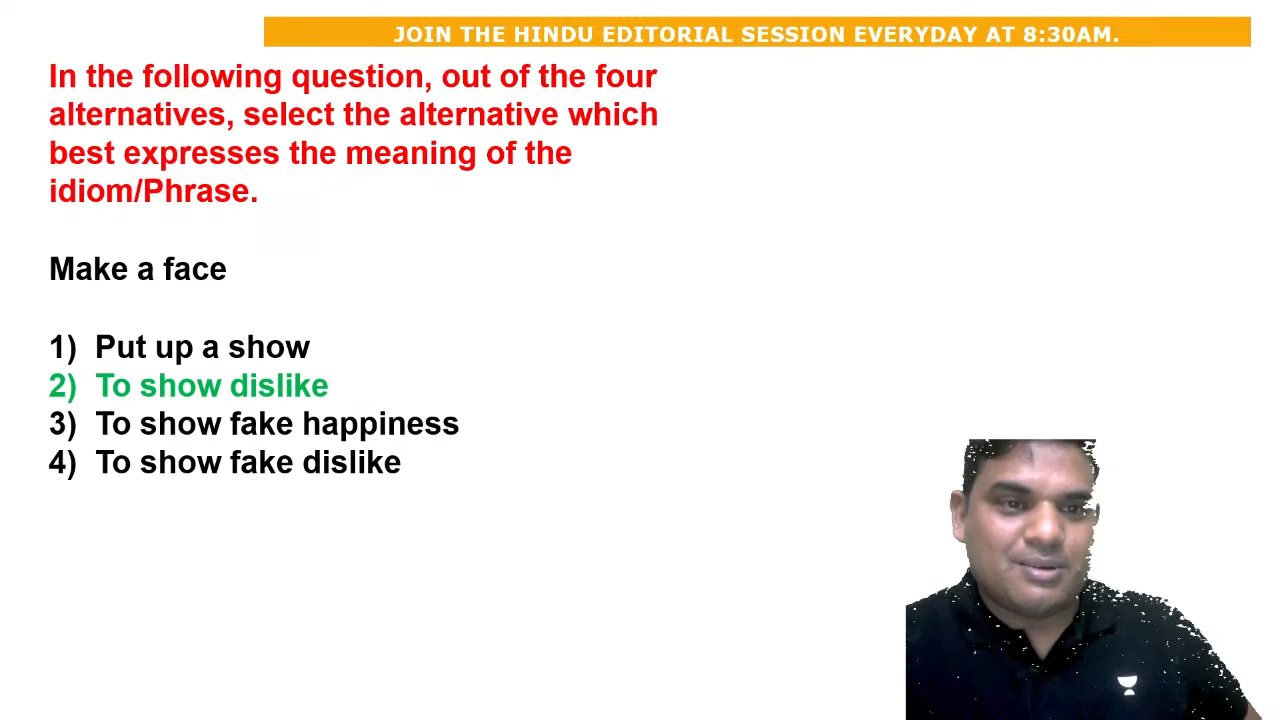 JOIN THE HINDU EDITORIAL SESSION EVERYDAY AT 8:30AM.
In the following question, out of the four
alternatives, select the alternative which
best expresses the meaning of the
idiom/Phrase.
Make a face
1) Put up a show
2) To show dislike
3) To show fake happiness
4) To show fake dislike